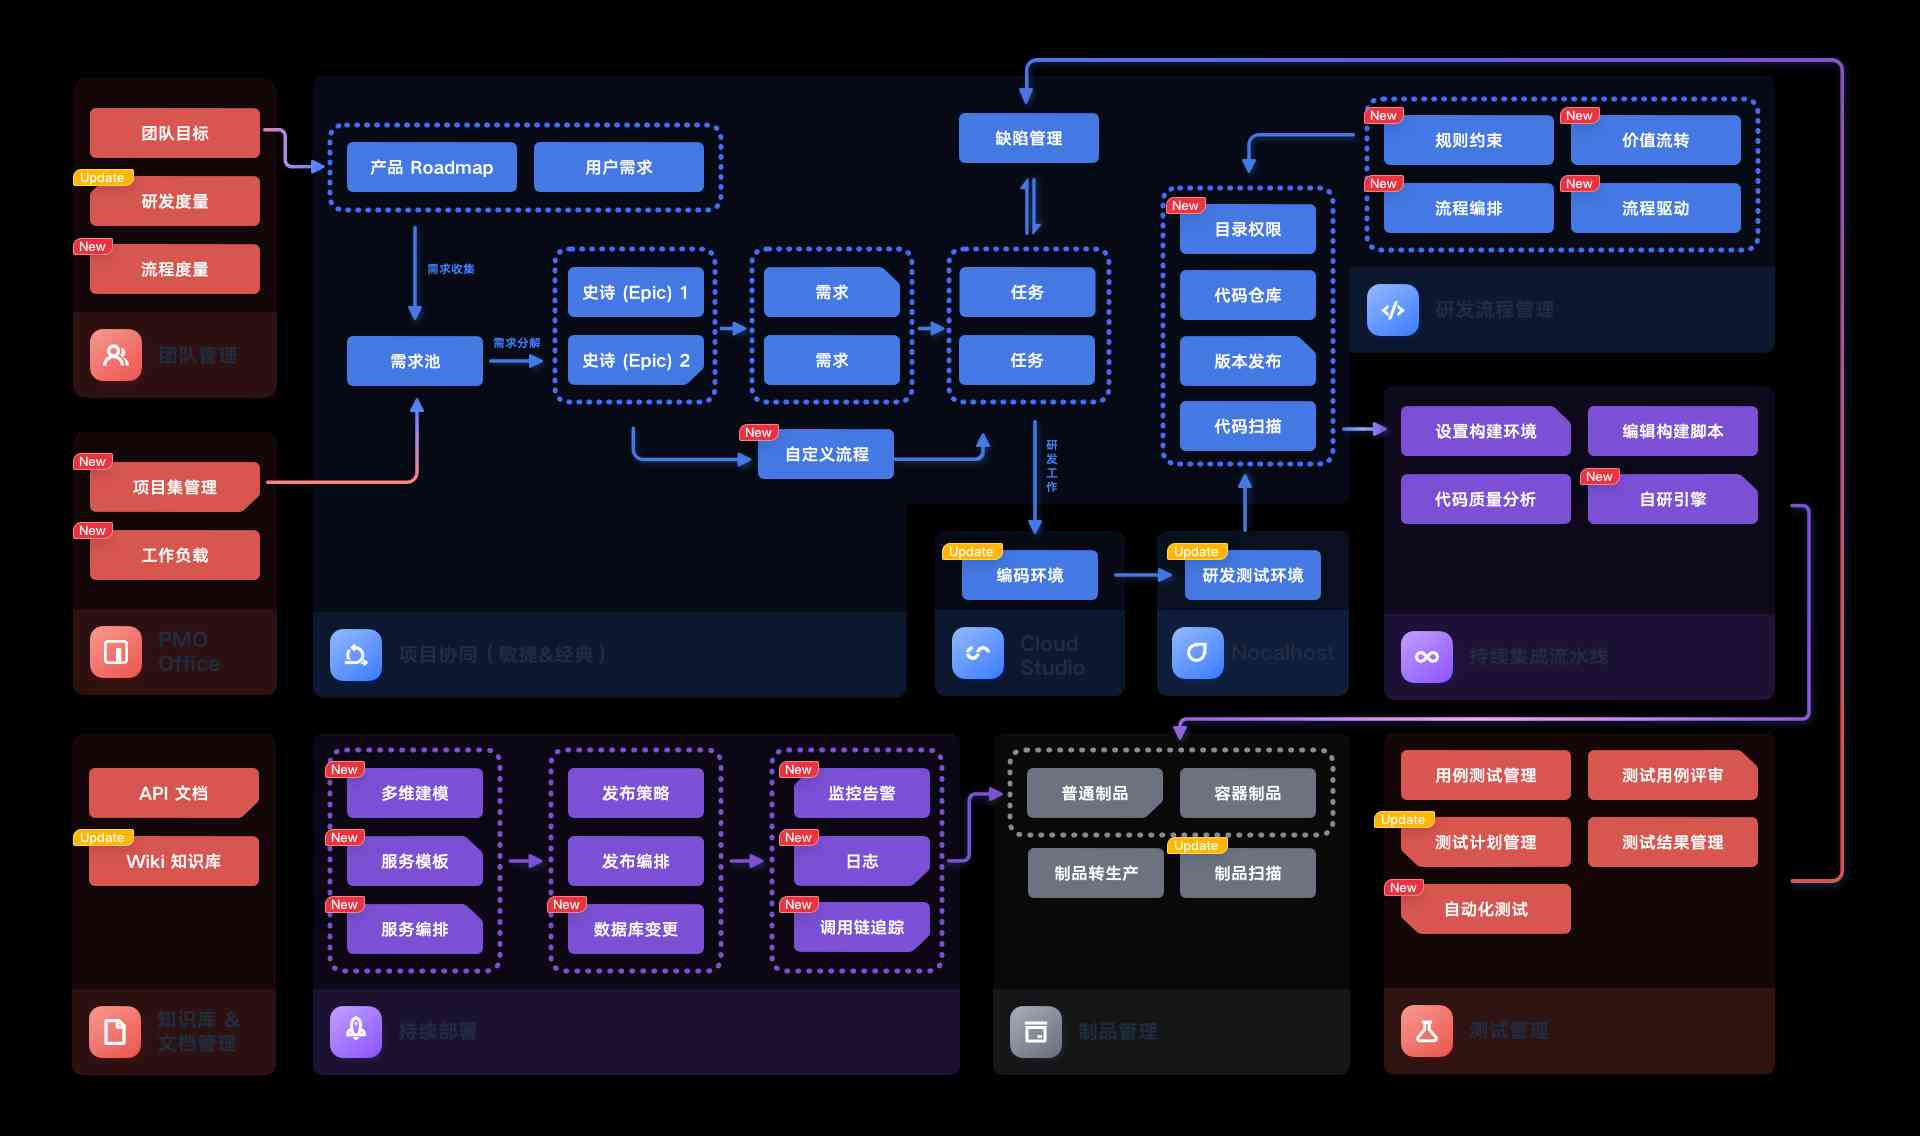 团队目标
Update
研发度量
New
流程度量
团队管理
New
项目集管理
New
工作负载
PMO
Office
产品 Roadmap
用户需求
需求收集
需求池
需求分解
史诗 (Epic) 1
史诗 (Epic) 2
需求
需求
任务
任务
缺陷管理
New
自定义流程
研发工作
项目协同（敏捷&经典）
New
目录权限
代码仓库
版本发布
代码扫描
New
规则约束
New
价值流转
New
流程编排
New
流程驱动
研发流程管理
Update
编码环境
Cloud
Studio
Update
研发测试环境
Nocalhost
设置构建环境
编辑构建脚本
代码质量分析
New
自研引擎
持续集成流水线
API 文档
Update
Wiki 知识库
知识库 &
文档管理
New
多维建模
New
服务模板
New
服务编排
发布策略
发布编排
New
数据库变更
New
监控告警
New
日志
New
调用链追踪
持续部署
普通制品
容器制品
制品转生产
Update
制品扫描
制品管理
用例测试管理
测试用例评审
Update
测试计划管理
测试结果管理
New
自动化测试
测试管理